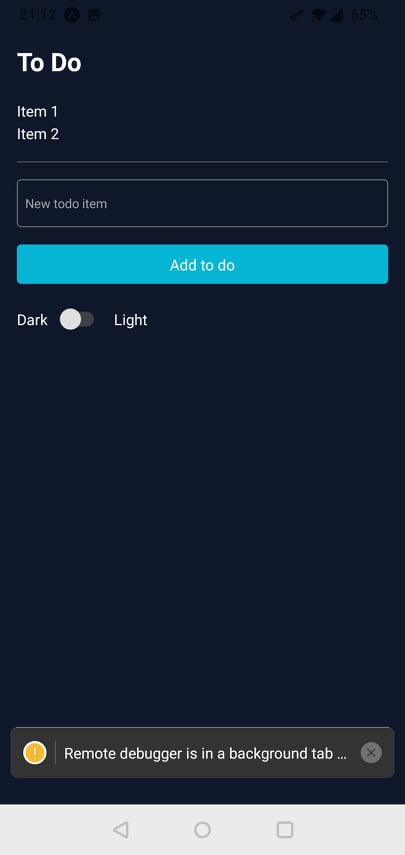 21:12
65%
To Do
Item 1
Item 2
New todo item
Add to do
Dark
Light
Remote debugger is in a background tab ...